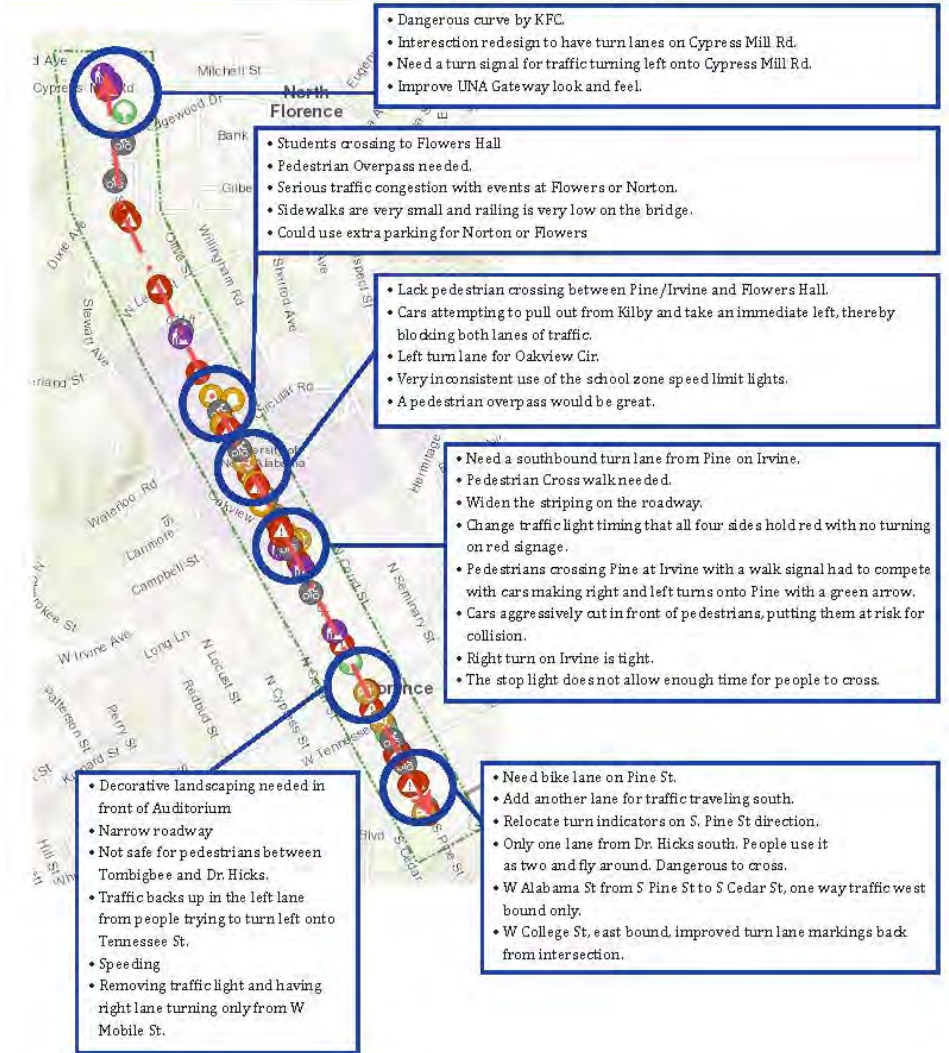 • Dangerous curve by KFC.
• Interesction redesign to have turn lanes on Cypress Mill Rd.
• Need a turn signal for traffic turning left onto Cypress Mill Rd.
• Improve UNA Gateway look and feel.
• Students crossing to Flowers Hall
• Pedestrian Overpass needed.
• Serious traffic congestion with events at Flowers or Norton.
• Sidewalks are very small and railing is very low on the bridge.
• Could use extra parking for Norton or Flowers
• Lack pedestrian crossing between Pine/Irvine and Flowers Hall.
• Cars attempting to pull out from Kilby and take an immediate left, thereby
blocking both lanes of traffic.
• Left turn lane for Oakview Cir.
• Very inconsistent use of the school zone speed limit lights.
• A pedestrian overpass would be great.
• Need a southbound turn lane from Pine on Irvine.
• Pedestrian Cross walk needed.
• Widen the striping on the roadway.
• Change traffic light timing that all four sides hold red with no turning
on red signage.
• Pedestrians crossing Pine at Irvine with a walk signal had to compete
with cars making right and left turns onto Pine with a green arrow.
• Cars aggressively cut in front of pedestrians, putting them at risk for
collision.
• Right turn on Irvine is tight.
• The stop light does not allow enough time for people to cross.
• Decorative landscaping needed in
front of Auditorium
• Narrow roadway
• Not safe for pedestrians between
Tombigbee and Dr. Hicks.
• Traffic backs up in the left lane
from people trying to turn left onto
Tennesee St.
• Speeding
• Removing traffic light and having
right lane turning only from W
Mobile St.
• Need bike lane on Pine St.
• Add another lane for traffic traveling south.
• Relocate turn indicators on S. Pine St direction.
• Only one lane from Dr. Hicks south. People use it
as two and fly around. Dangerous to cross.
• W Alabama St from S Pine St to S Cedar St, one way traffic west
bound only.
• W College St, east bound, improved turn lane markings back
from intersection.
Mitchell St
North
Florence
Edgewood Dr
Bank
Dixie Ave
Olive St
Willingham Rd
Sherrod Ave
Stewart Ave
Circular Rd
Hermitage
Waterloo Rd
Oakview
Larimore St
Campbell St
N Court St
N Seminary St
W Irvine Ave
Long Ln
N Locust St
N Cypress St
Redbud St
Patterson St
Perry St
W Tennessee
Blvd
Hill St
S Cedar
S Pine St